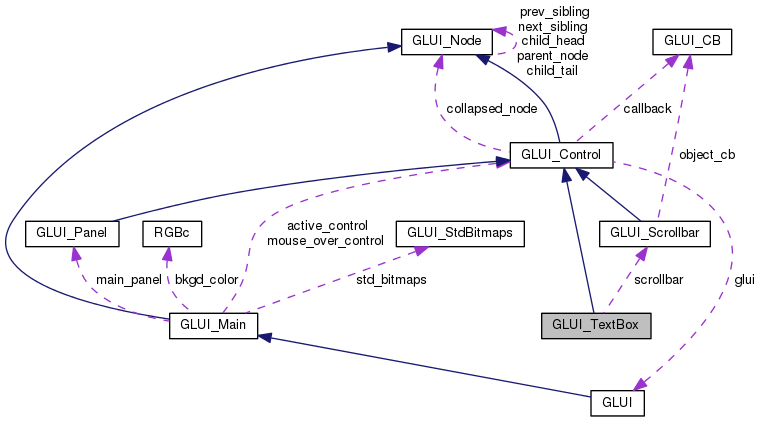 prev_sibling
next_sibling
child_head
parent_node
child_tail
GLUI_Node
GLUI_CB
collapsed_node
callback
GLUI_Control
object_cb
active_control
mouse_over_control
GLUI_Panel
RGBc
GLUI_StdBitmaps
GLUI_Scrollbar
main_panel
bkgd_color
std_bitmaps
scrollbar
glui
GLUI_Main
GLUI_TextBox
GLUI